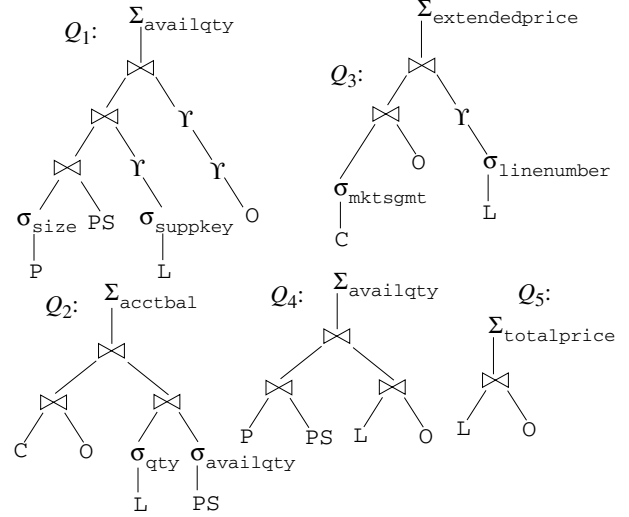 Q₁:
Σavailqty
⋈
⋈
ϒ
⋈
ϒ
ϒ
σsize
PS
σsuppkey
O
P
L
Q₃:
Σextendedprice
⋈
⋈
ϒ
O
σmktsgmt
σlinenumber
C
L
Q₂:
Σacctbal
⋈
⋈
⋈
C
O
σqty
σavailqty
L
PS
Q₄:
Σavailqty
⋈
⋈
⋈
P
PS
L
O
Q₅:
Σtotalprice
⋈
L
O